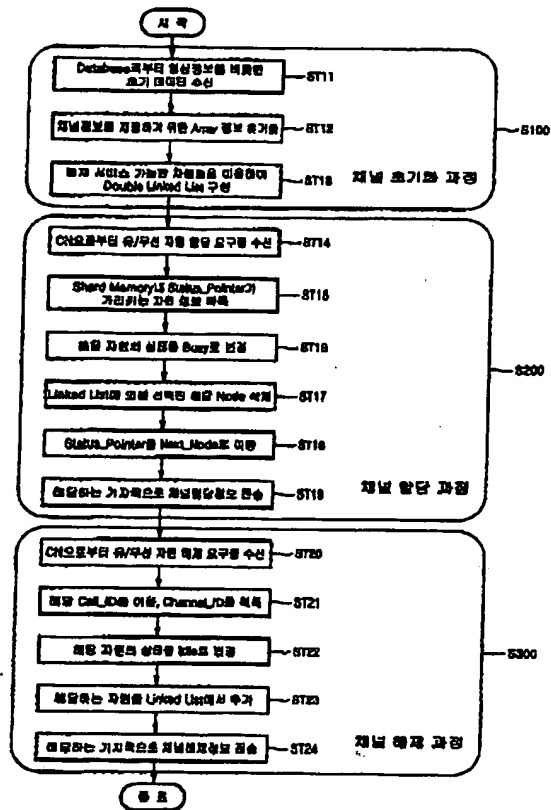 시 작
Database로부터 형상정보를 비롯한
초기 데이터 수신
ST11
채널정보를 저장하기 위한 Array 정보 초기화
ST12
현재 서비스 가능한 자원들을 이용하여
Double Linked List 구성
ST13
채널 초기화 과정
S100
CN으로부터 유/무선 자원 할당 요구를 수신
ST14
Shard Memory내 Status_Pointer가
가리키는 자원 정보 획득
ST15
해당 자원의 상태를 Busy로 변경
ST16
Linked List에 의해 선택된 해당 Node 삭제
ST17
Status_Pointer를 Next_Node로 이동
ST18
해당하는 기지국으로 채널할당정보 전송
ST19
채널 할당 과정
S200
CN으로부터 유/무선 자원 해제 요구를 수신
ST20
해당 Call_ID를 이용, Channel_ID를 획득
ST21
해당 자원의 상태를 Idle로 변경
ST22
해당하는 자원을 Linked List에서 추가
ST23
해당하는 기지국으로 채널해제정보 전송
ST24
채널 해제 과정
S300
종 료